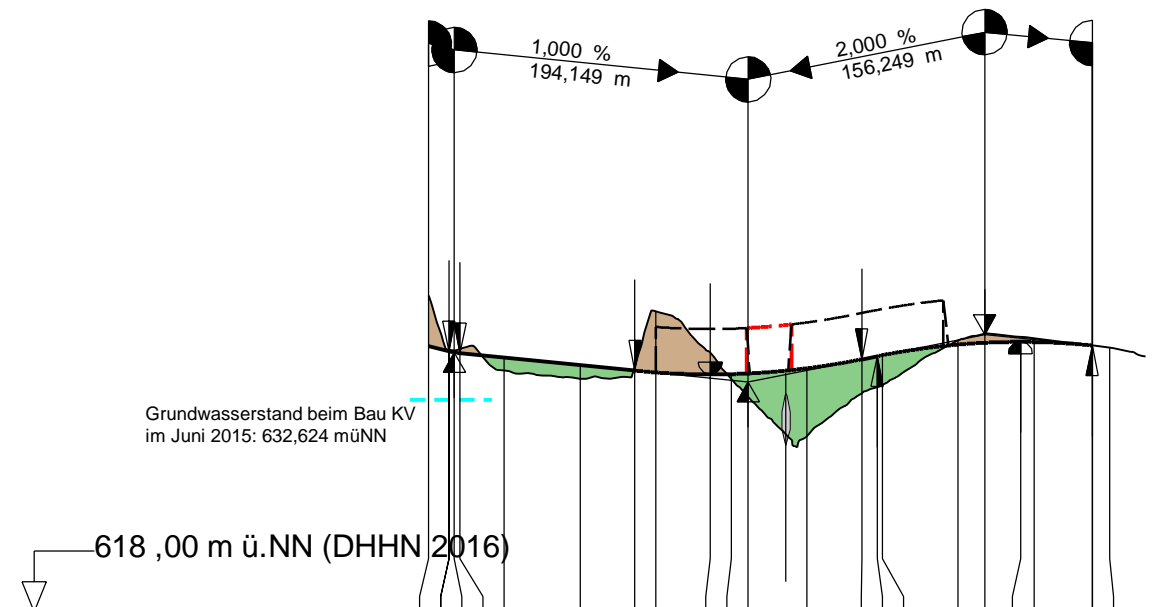 1,000 %
194,149 m
2,000 %
156,249 m
Grundwasserstand beim Bau KV
im Juni 2015: 632,624 müNN
618 ,00 m ü.NN (DHHN 2016)